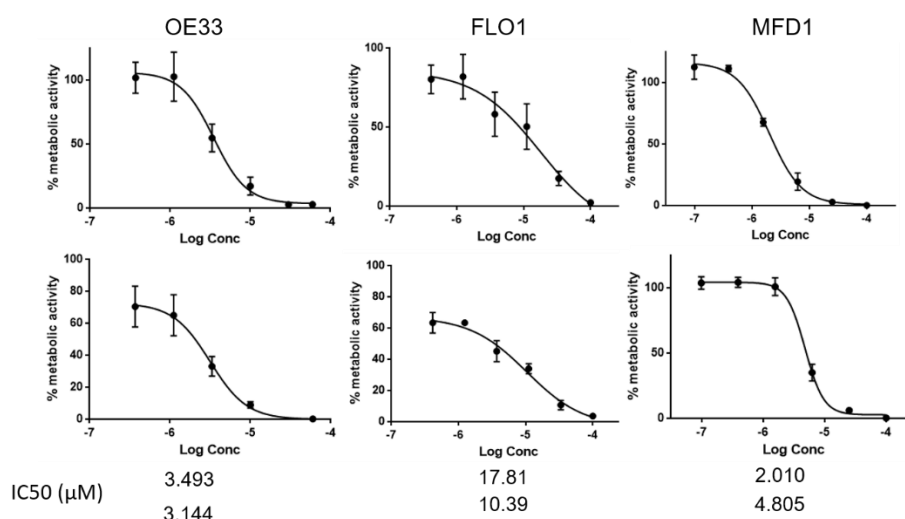 OE33 FLO1 MFD1
% metabolic activity
100
50
0
-7 -6 -5 -4
Log Conc
% metabolic activity
100
50
0
-7 -6 -5 -4
Log Conc
% metabolic activity
100
50
0
-7 -6 -5 -4
Log Conc
% metabolic activity
80
60
40
20
0
-7 -6 -5 -4
Log Conc
% metabolic activity
100
80
60
40
20
0
-7 -6 -5 -4
Log Conc
% metabolic activity
100
50
0
-7 -6 -5 -4
Log Conc
IC50 (μM)
3.493 17.81 2.010
3.144 10.39 4.805